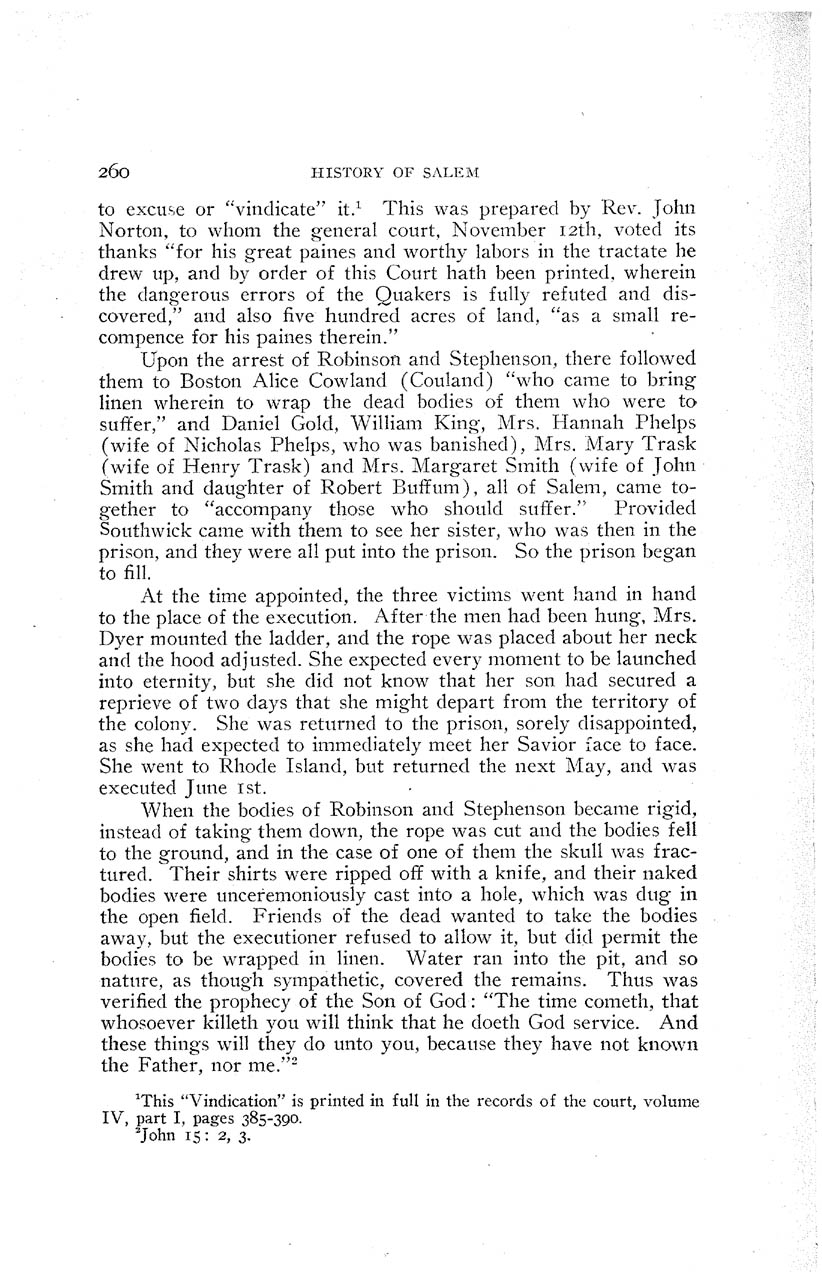 260 HISTORY OF SALEM
to excuse or “vindicate” it.¹ This was prepared by Rev. John
Norton, to whom the general court, November 12th, voted its
thanks “for his great paines and worthy labors in the tractate he
drew up, and by order of this Court hath been printed, wherein
the dangerous errors of the Quakers is fully refuted and dis-
covered,” and also five hundred acres of land, “as a small re-
compence for his paines therein.”
Upon the arrest of Robinson and Stephenson, there followed
them to Boston Alice Cowland (Couland) “who came to bring
linen wherein to wrap the dead bodies of them who were to
suffer,” and Daniel Gold, William King, Mrs. Hannah Phelps
(wife of Nicholas Phelps, who was banished), Mrs. Mary Trask
(wife of Henry Trask) and Mrs. Margaret Smith (wife of John
Smith and daughter of Robert Buffum), all of Salem, came to-
gether to “accompany those who should suffer.” Provided
Southwick came with them to see her sister, who was then in the
prison, and they were all put into the prison. So the prison began
to fill.
At the time appointed, the three victims went hand in hand
to the place of the execution. After the men had been hung, Mrs.
Dyer mounted the ladder, and the rope was placed about her neck
and the hood adjusted. She expected every moment to be launched
into eternity, but she did not know that her son had secured a
reprieve of two days that she might depart from the territory of
the colony. She was returned to the prison, sorely disappointed,
as she had expected to immediately meet her Savior face to face.
She went to Rhode Island, but returned the next May, and was
executed June 1st.
When the bodies of Robinson and Stephenson became rigid,
instead of taking them down, the rope was cut and the bodies fell
to the ground, and in the case of one of them the skull was frac-
tured. Their shirts were ripped off with a knife, and their naked
bodies were unceremoniously cast into a hole, which was dug in
the open field. Friends of the dead wanted to take the bodies
away, but the executioner refused to allow it, but did permit the
bodies to be wrapped in linen. Water ran into the pit, and so
nature, as though sympathetic, covered the remains. Thus was
verified the prophecy of the Son of God: “The time cometh, that
whosoever killeth you will think that he doeth God service. And
these things will they do unto you, because they have not known
the Father, nor me.”²
¹This “Vindication” is printed in full in the records of the court, volume
IV, part I, pages 385-390.
²John 15: 2, 3.